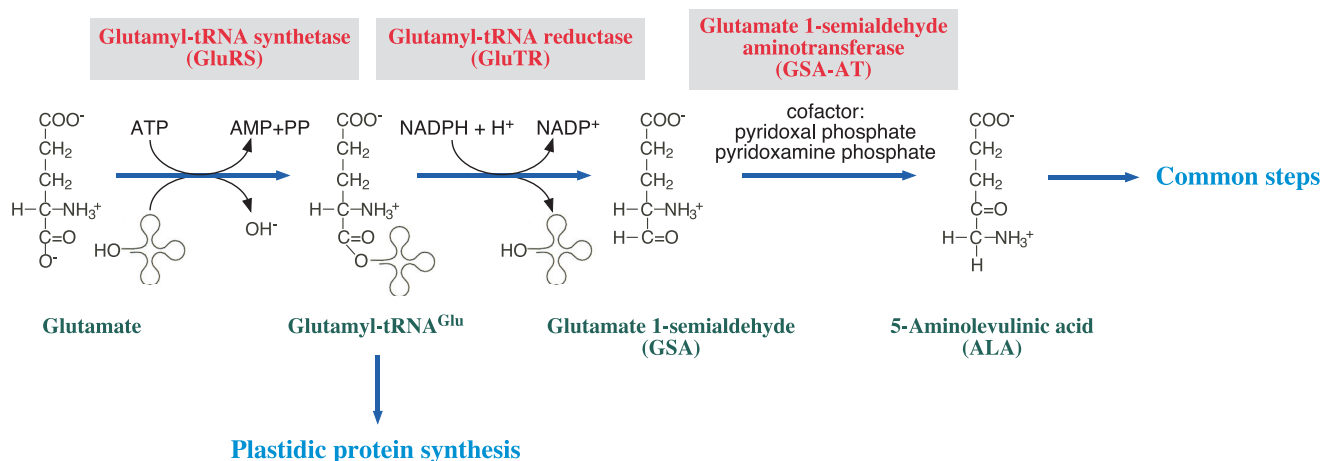 Glutamyl-tRNA synthetase
(GluRS)
Glutamyl-tRNA reductase
(GluTR)
Glutamate 1-semialdehyde
aminotransferase
(GSA-AT)
COO-
CH2
CH2
H-C-NH3+
C=O
O-
ATP
AMP+PP
HO
OH-
COO-
CH2
CH2
H-C-NH3+
C=O
O
NADPH + H+
NADP+
HO
COO-
CH2
CH2
H-C-NH3+
H-C=O
cofactor:
pyridoxal phosphate
pyridoxamine phosphate
COO-
CH2
CH2
C=O
H-C-NH3+
H
Common steps
Glutamate
Glutamyl-tRNAGlu
Glutamate 1-semialdehyde
(GSA)
5-Aminolevulinic acid
(ALA)
Plastidic protein synthesis